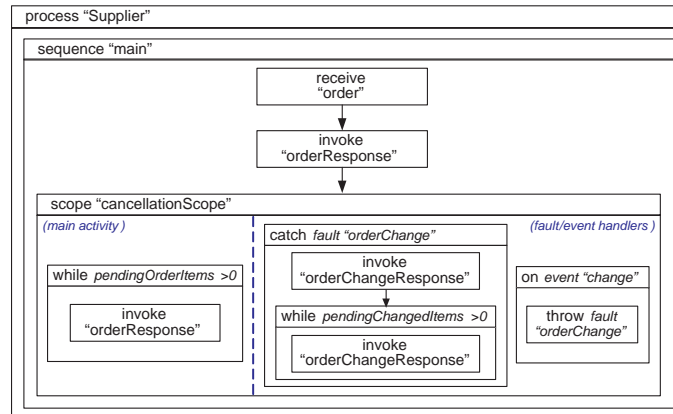 process “Supplier”
sequence “main”
receive
“order”
invoke
“orderResponse”
scope “cancellationScope”
(main activity )
(fault/event handlers )
while pendingOrderItems >0
invoke
“orderResponse”
catch fault “orderChange”
invoke
“orderChangeResponse”
while pendingChangedItems >0
invoke
“orderChangeResponse”
on event “change”
throw fault
“orderChange”